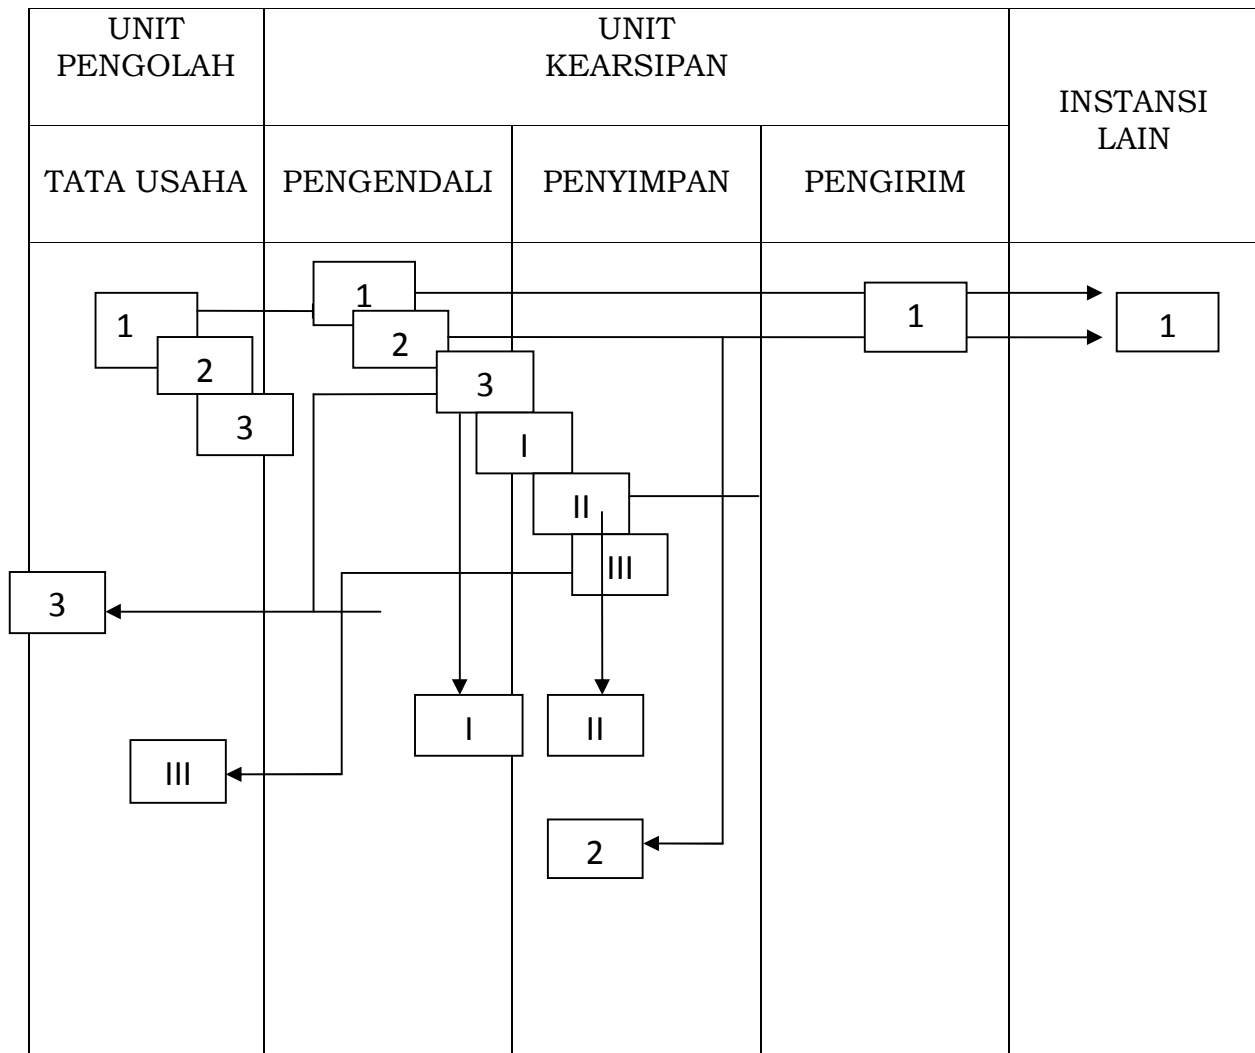 UNIT
PENGOLAH
UNIT
KEARSIPAN
INSTANSI
LAIN
TATA USAHA
PENGENDALI
PENYIMPAN
PENGIRIM
1
2
3
1
2
3
I
II
III
1
1
3
I
II
III
2